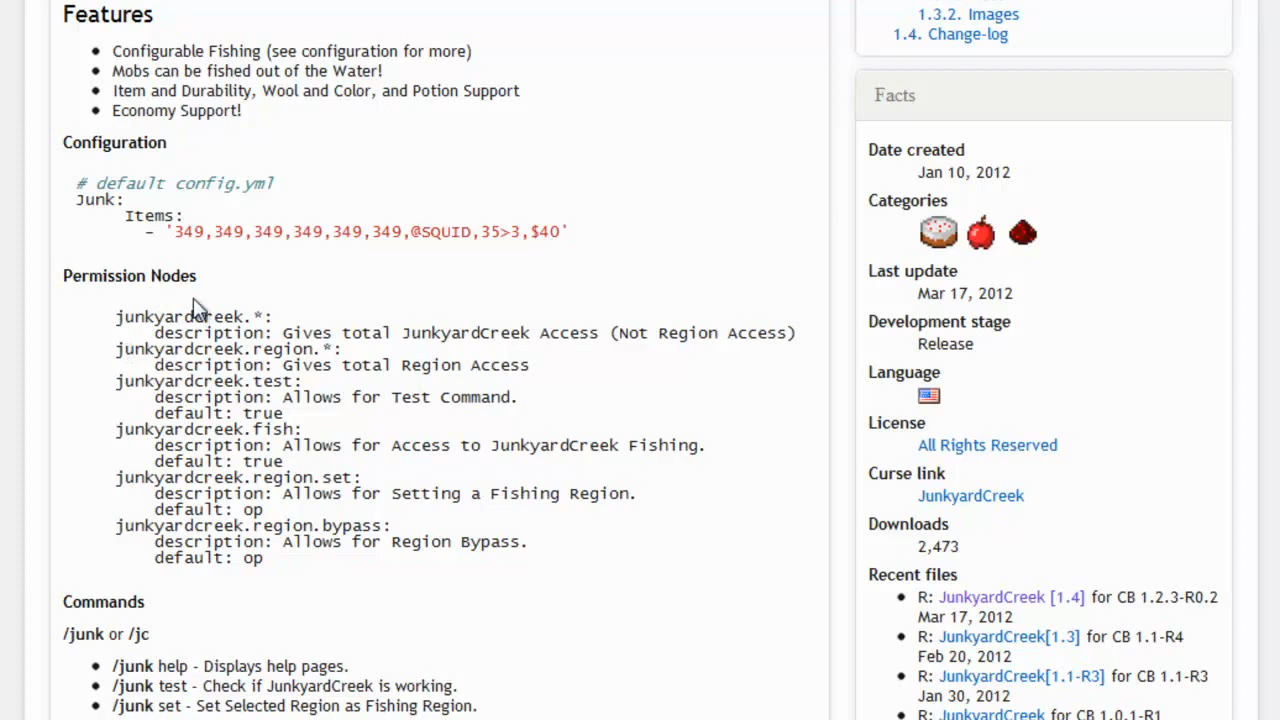 Features
Configurable Fishing (see configuration for more)
Mobs can be fished out of the Water!
Item and Durability, Wool and Color, and Potion Support
Economy Support!
Configuration
# default config.yml
Junk:
Items:
- '349,349,349,349,349,349,@SQUID,35>3,$40'
Permission Nodes
junkyardcreek.*:
description: Gives total JunkyardCreek Access (Not Region Access)
junkyardcreek.region.*:
description: Gives total Region Access
junkyardcreek.test:
description: Allows for Test Command.
default: true
junkyardcreek.fish:
description: Allows for Access to JunkyardCreek Fishing.
default: true
junkyardcreek.region.set:
description: Allows for Setting a Fishing Region.
default: op
junkyardcreek.region.bypass:
description: Allows for Region Bypass.
default: op
Commands
/junk or /jc
/junk help - Displays help pages.
/junk test - Check if JunkyardCreek is working.
/junk set - Set Selected Region as Fishing Region.
1.3.2. Images
1.4. Change-log
Facts
Date created
Jan 10, 2012
Categories
Last update
Mar 17, 2012
Development stage
Release
Language
License
All Rights Reserved
Curse link
JunkyardCreek
Downloads
2,473
Recent files
R: JunkyardCreek [1.4] for CB 1.2.3-R0.2
Mar 17, 2012
R: JunkyardCreek[1.3] for CB 1.1-R4
Feb 20, 2012
R: JunkyardCreek[1.1-R3] for CB 1.1-R3
Jan 30, 2012
R: JunkyardCreek for CB 1.0.1-R1